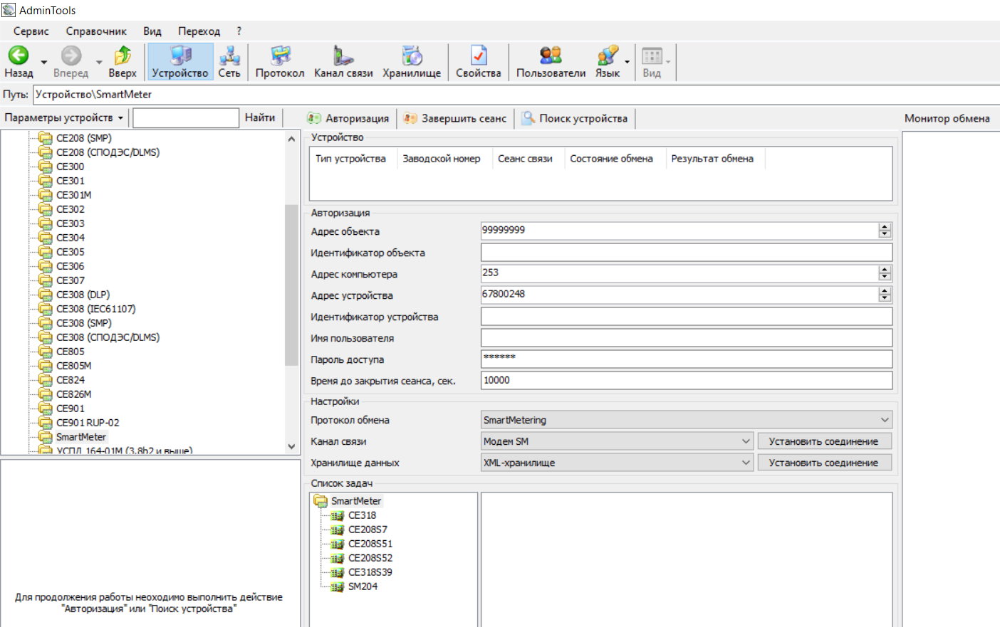 AdminTools
Сервис Справочник Вид Переход ?
Назад Вперед Вверх Устройство Сеть Протокол Канал связи Хранилище Свойства Пользователи Язык Вид
Путь: Устройство\SmartMeter
Параметры устройств Найти Авторизация Завершить сеанс Поиск устройства Монитор обмена
CE208 (SMP)
CE208 (СПОДЭС/DLMS)
CE300
CE301
CE301M
CE302
CE303
CE304
CE305
CE306
CE307
CE308 (DLP)
CE308 (IEC61107)
CE308 (SMP)
CE308 (СПОДЭС/DLMS)
CE805
CE805M
CE824
CE826M
CE901
CE901 RUP-02
SmartMeter
УСПД 164-01М (3.8b2 и выше)
Для продолжения работы неоходимо выполнить действие
"Авторизация" или "Поиск устройства"
Устройство
Тип устройства Заводской номер Сеанс связи Состояние обмена Результат обмена
Авторизация
Адрес объекта 99999999
Идентификатор объекта
Адрес компьютера 253
Адрес устройства 67800248
Идентификатор устройства
Имя пользователя
Пароль доступа ******
Время до закрытия сеанса, сек. 10000
Настройки
Протокол обмена SmartMetering
Канал связи Модем SM Установить соединение
Хранилище данных XML-хранилище Установить соединение
Список задач
SmartMeter
CE318
CE208S7
CE208S51
CE208S52
CE318S39
SM204